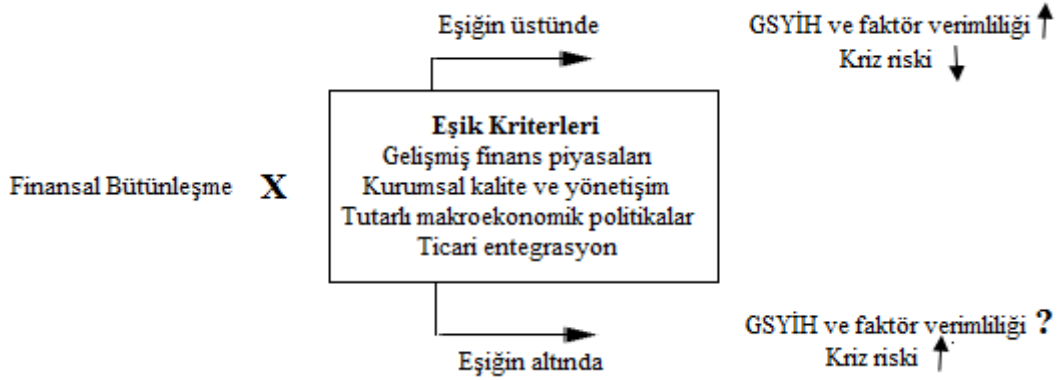 Eşiğin üstünde
GSYİH ve faktör verimliliği
Kriz riski
Eşik Kriterleri
Gelişmiş finans piyasaları
Kurumsal kalite ve yönetişim
Tutarlı makroekonomik politikalar
Ticari entegrasyon
Finansal Bütünleşme X
Eşiğin altında
GSYİH ve faktör verimliliği ?
Kriz riski